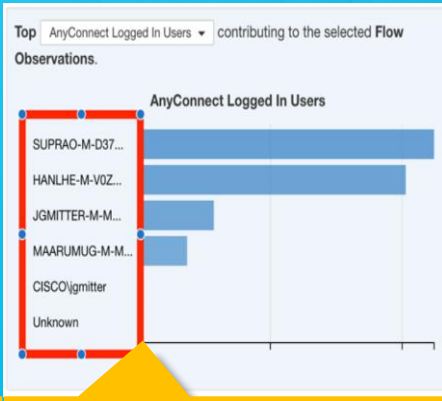 Top AnyConnect Logged In Users contributing to the selected Flow
Observations.
AnyConnect Logged In Users
SUPRAO-M-D37...
HANLHE-M-V0Z...
JGMITTER-M-M...
MAARUMUG-M-M...
CISCO\jgmitter
Unknown